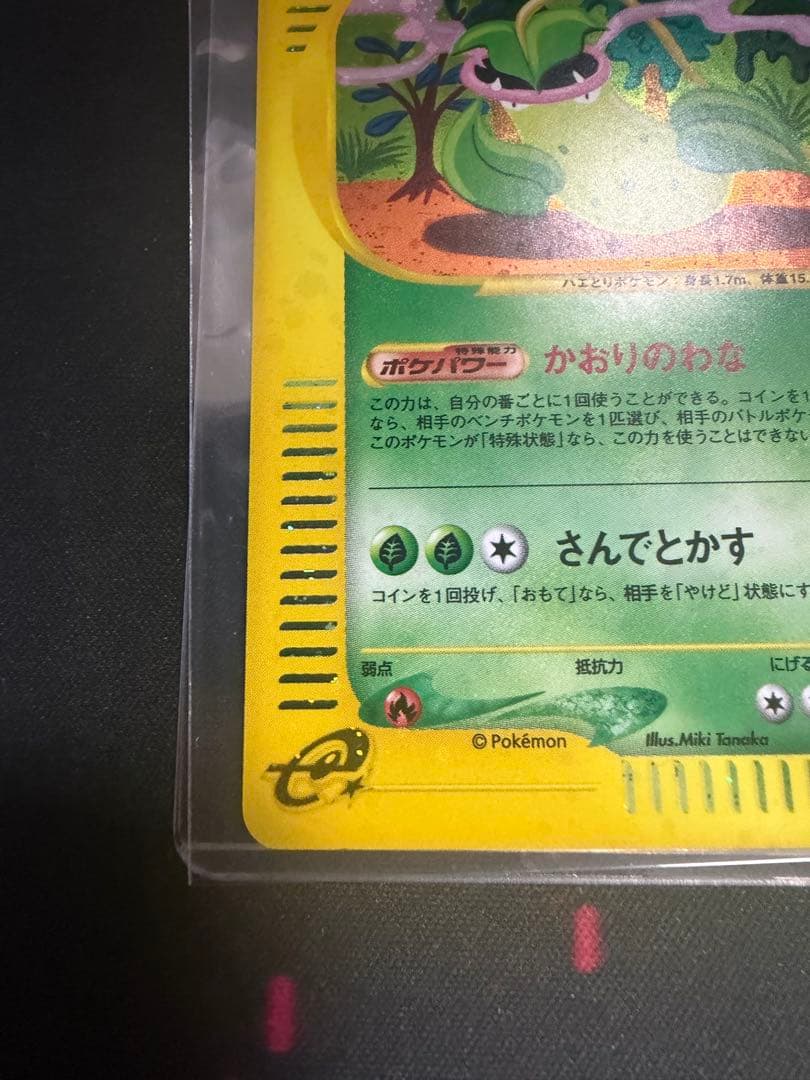 ハエとりポケモン：身長1.7m、体重15.
特殊能力
ポケパワー かおりのわな
この力は、自分の番ごとに1回使うことができる。コインを1
なら、相手のベンチポケモンを1匹選び、相手のバトルポケ
このポケモンが「特殊状態」なら、この力を使うことはできない
さんでとかす
コインを1回投げ、「おもて」なら、相手を「やけど」状態にす
弱点 抵抗力 にげる
©Pokémon Illus.Miki Tanaka
e